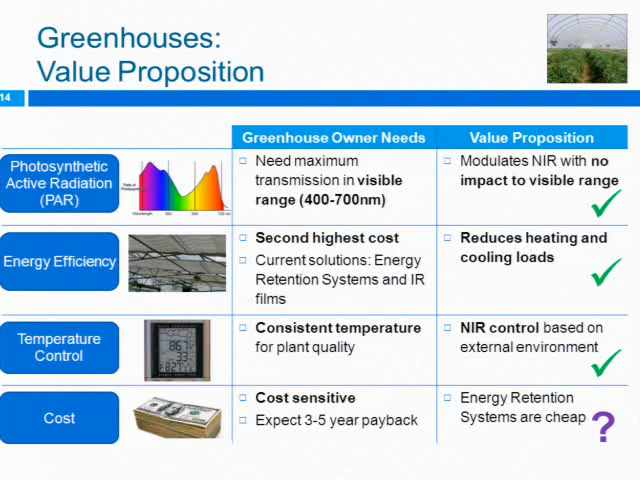 Greenhouses:
Value Proposition
14
Greenhouse Owner Needs
Value Proposition
Photosynthetic
Active Radiation
(PAR)
Need maximum
transmission in visible
range (400-700nm)
Modulates NIR with no
impact to visible range
Energy Efficiency
Second highest cost
Current solutions: Energy
Retention Systems and IR
films
Reduces heating and
cooling loads
Temperature
Control
Consistent temperature
for plant quality
NIR control based on
external environment
Cost
Cost sensitive
Expect 3-5 year payback
Energy Retention
Systems are cheap
?